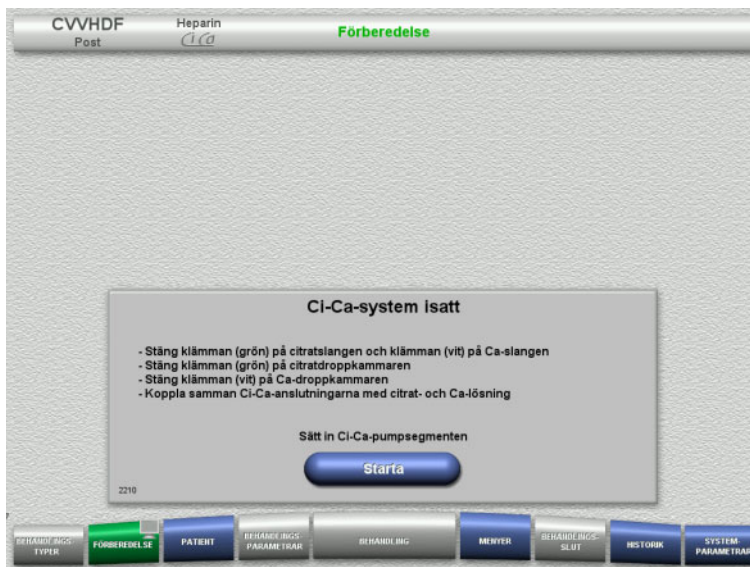 CVVHDF
Post
Heparin
Ci Ca
Förberedelse
Ci-Ca-system isatt
- Stäng klämman (grön) på citratslangen och klämman (vit) på Ca-slangen
- Stäng klämman (grön) på citratdroppkammaren
- Stäng klämman (vit) på Ca-droppkammaren
- Koppla samman Ci-Ca-anslutningarna med citrat- och Ca-lösning
Sätt in Ci-Ca-pumpsegmenten
Starta
2210
BEHANDLINGS-
TYPER
FÖRBEREDELSE
PATIENT
BEHANDLINGS-
PARAMETRAR
BEHANDLING
MENYER
BEHANDLINGS-
SLUT
HISTORIK
SYSTEM-
PARAMETRAR